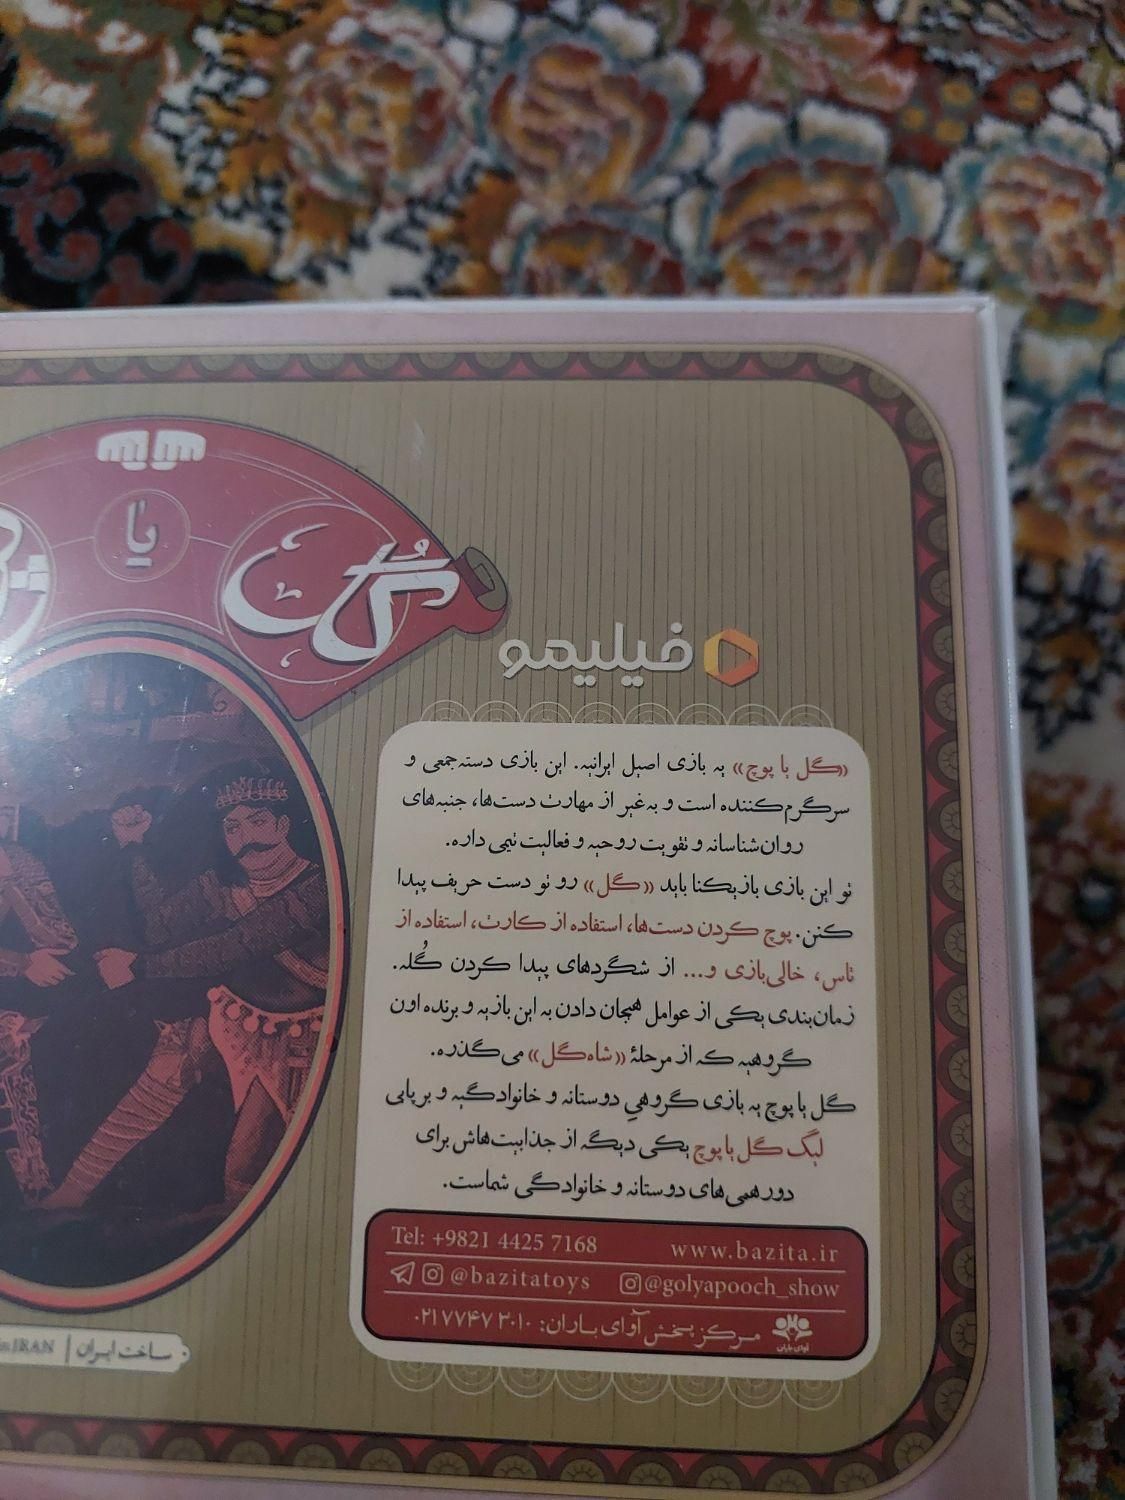 گل
یا
فیلیمو
«گل یا پوچ» یه بازی اصیل ایرانیه. این بازی دسته‌جمعی و
سرگرم‌کننده است و به‌غیر از مهارت دست‌ها، جنبه‌های
روان‌شناسانه و تقویت روحیه و فعالیت تیمی داره.
تو این بازی بازیکنا باید «گل» رو تو دست حریف پیدا
کنن. پوچ کردن دست‌ها، استفاده از کارت، استفاده از
تاس، خالی‌بازی و... از شگردهای پیدا کردن گُله.
زمان‌بندی یکی از عوامل هیجان دادن به این بازیه و برنده اون
گروهیه که از مرحلهٔ «شاه‌گل» می‌گذره.
گل یا پوچ یه بازی گروهیِ دوستانه و خانوادگیه و برپایی
لیگ گل یا پوچ یکی دیگه از جذابیت‌هاش برای
دورهمی‌های دوستانه و خانوادگی شماست.
Tel: +9821 4425 7168 www.bazita.ir
@bazitatoys @golyapooch_show
مرکز پخش آوای باران: ۰۲۱۷۷۴۷۳۰۱۰
آوای باران
IRAN | ساخت ایران